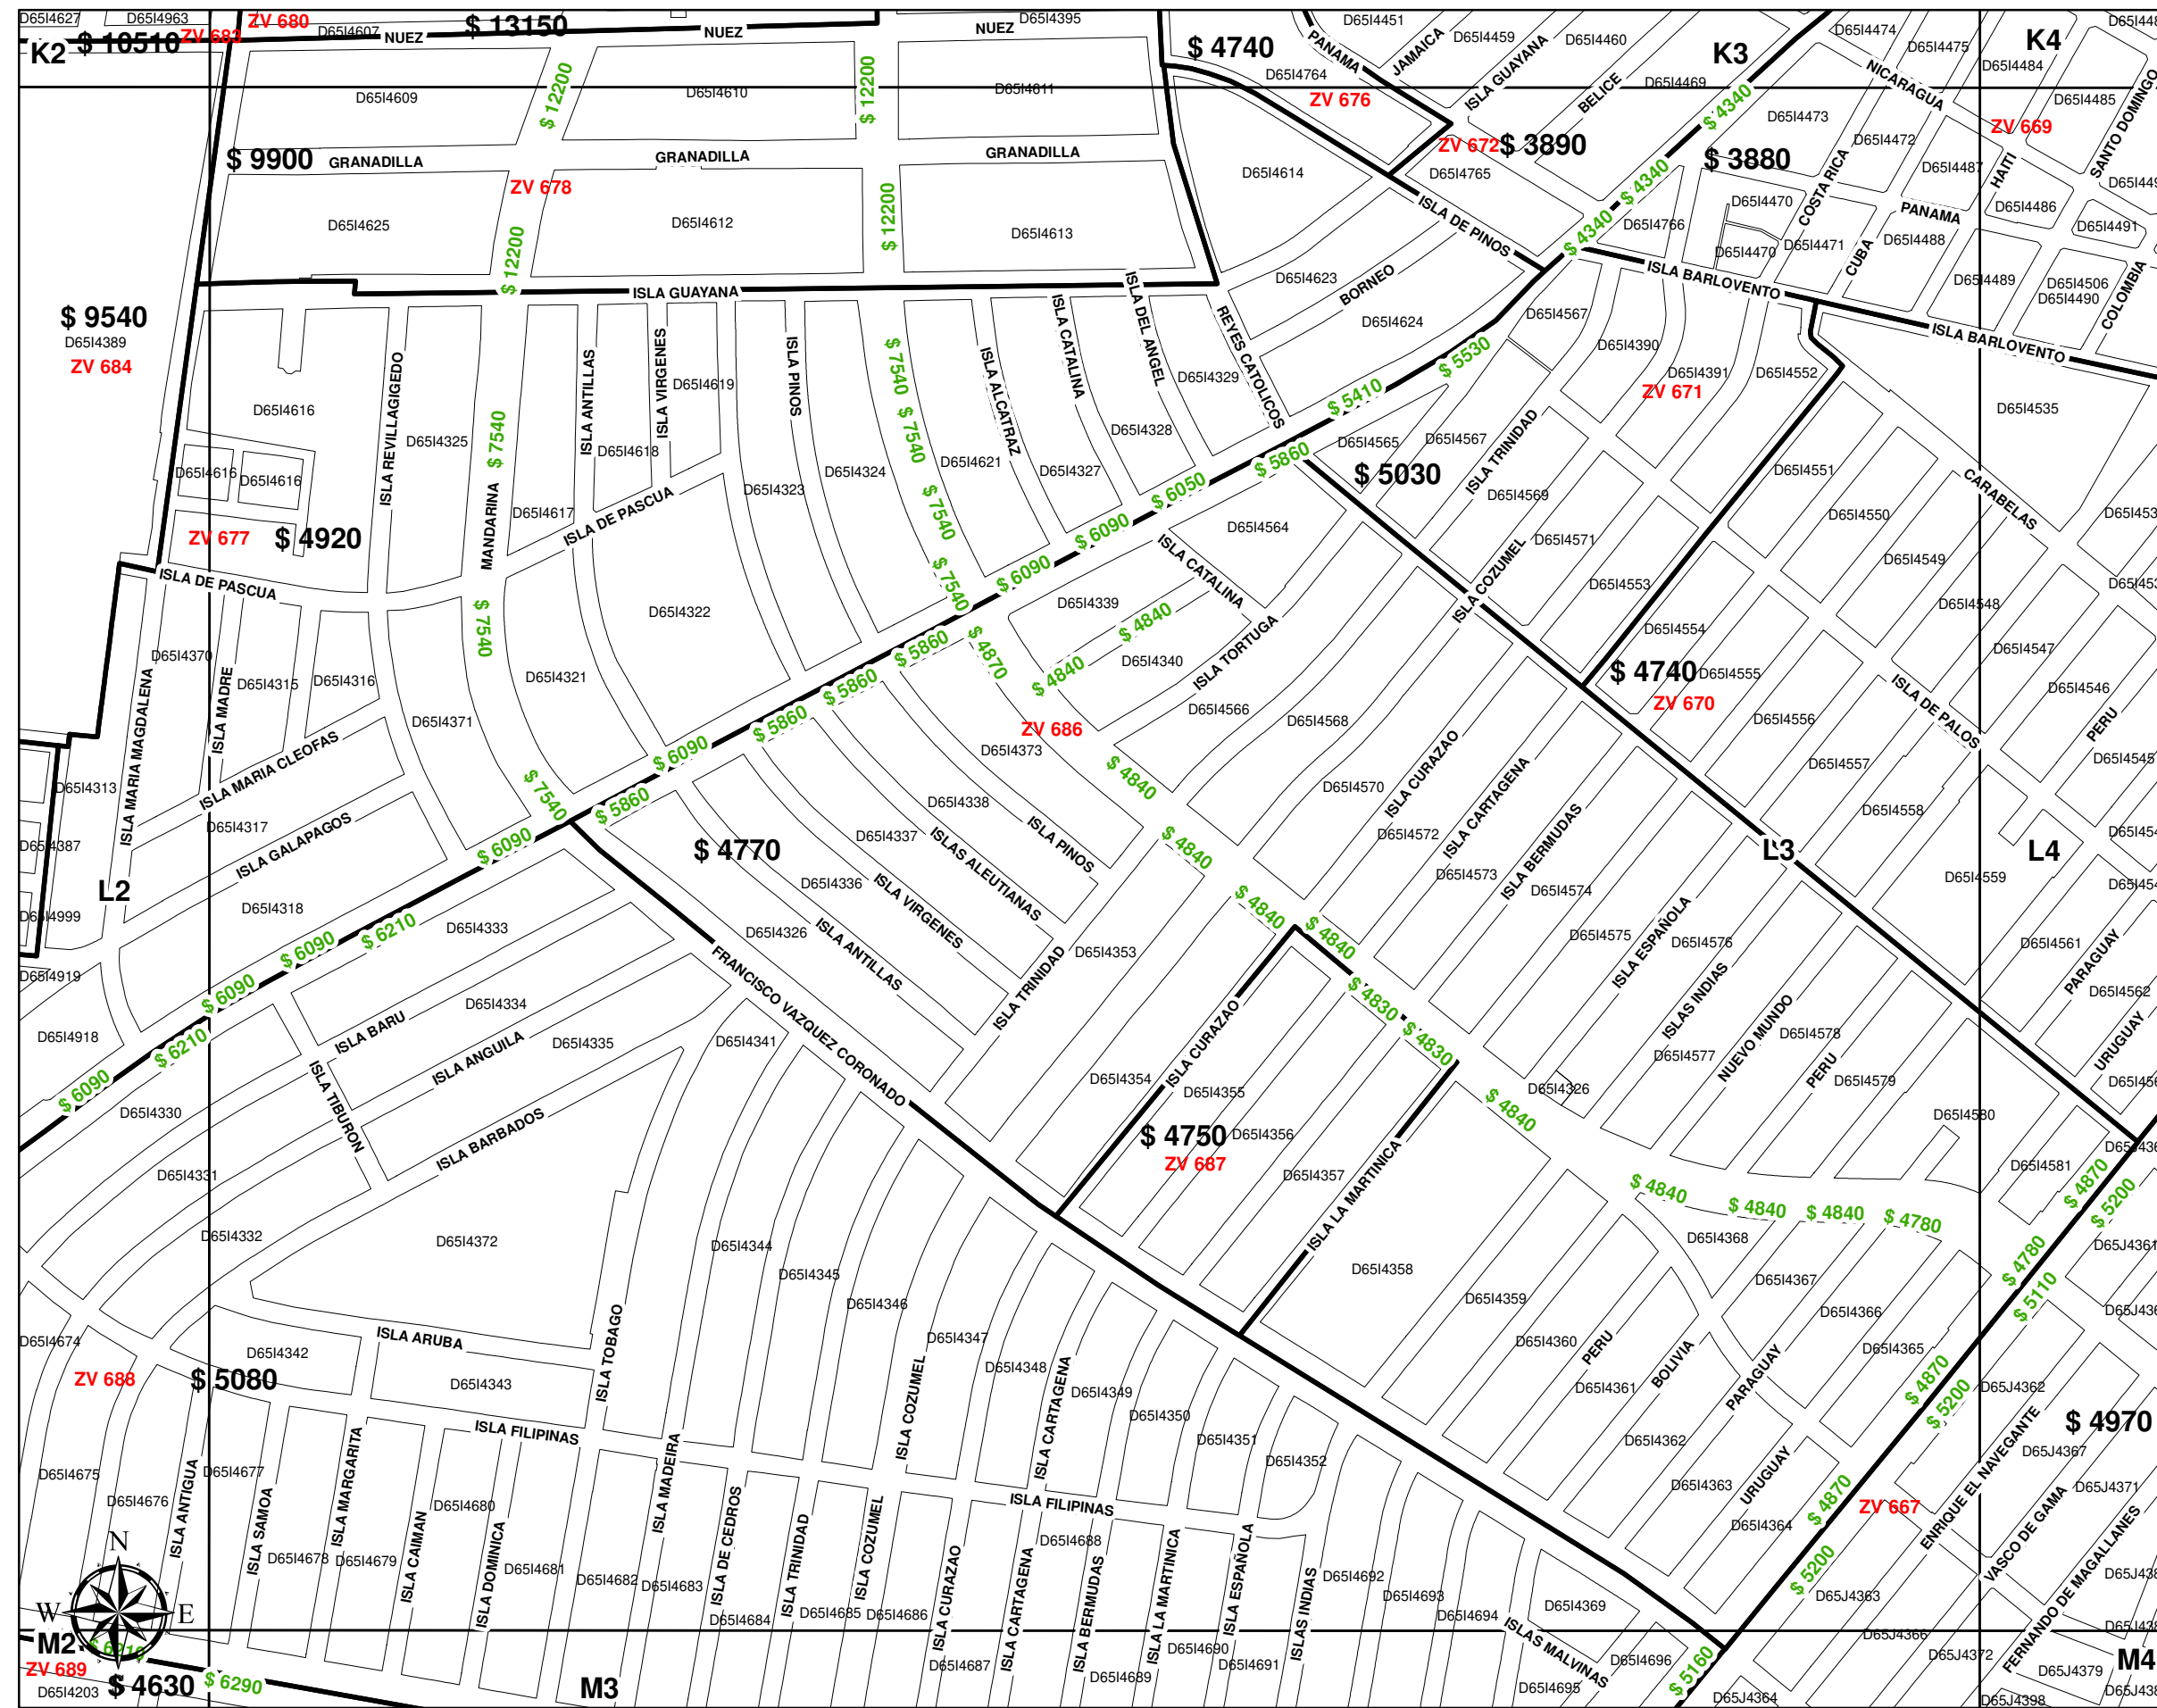 D65I4627
D65I4963
ZV 680
D65I4607
NUEZ
$ 13150
NUEZ
NUEZ
D65I4395
K2
$ 10510
ZV 683
$ 4740
D65I4764
ZV 676
PANAMA
D65I4451
JAMAICA
D65I4459
ISLA GUAYANA
D65I4460
BELICE
D65I4469
K3
D65I4474
D65I4475
NICARAGUA
K4
D65I4484
D65I4485
SANTO DOMINGO
D65I4609
$ 12200
D65I4610
$ 12200
D65I4611
$ 4340
D65I4473
D65I4472
ZV 669
$ 9900
GRANADILLA
GRANADILLA
GRANADILLA
ZV 678
ZV 672
$ 3890
$ 3880
D65I4614
D65I4765
$ 4340
D65I4470
COSTA RICA
D65I4487
HAITI
D65I4486
D65I4491
D65I4625
$ 12200
D65I4612
$ 12200
D65I4613
ISLA DE PINOS
$ 4340
D65I4766
D65I4470
D65I4471
CUBA
PANAMA
D65I4488
D65I4489
D65I4506
D65I4490
COLOMBIA
ISLA GUAYANA
D65I4623
BORNEO
D65I4624
ISLA BARLOVENTO
ISLA BARLOVENTO
$ 9540
D65I4389
ZV 684
D65I4616
ISLA REVILLAGIGEDO
D65I4325
$ 7540
MANDARINA
ISLA ANTILLAS
D65I4618
ISLA VIRGENES
D65I4619
ISLA PINOS
$ 7540
$ 7540
ISLA ALCATRAZ
ISLA CATALINA
ISLA DEL ANGEL
REYES CATOLICOS
D65I4329
$ 5410
$ 5530
D65I4567
D65I4390
D65I4391
ZV 671
D65I4552
D65I4535
D65I4616
D65I4616
D65I4617
ISLA DE PASCUA
D65I4323
D65I4324
D65I4621
D65I4327
D65I4328
$ 5860
D65I4565
D65I4567
ISLA TRINIDAD
$ 5030
D65I4569
D65I4551
D65I4550
CARABELAS
ZV 677
$ 4920
$ 7540
$ 6050
$ 6090
D65I4564
D65I4571
D65I4549
ISLA DE PASCUA
$ 7540
D65I4322
$ 7540
$ 6090
D65I4339
ISLA CATALINA
ISLA COZUMEL
D65I4553
D65I4548
D65I4370
ISLA MARIA MAGDALENA
ISLA MADRE
D65I4315
D65I4316
D65I4371
D65I4321
$ 5860
$ 5860
$ 4870
$ 4840
$ 4840
D65I4340
ISLA TORTUGA
D65I4554
$ 4740
D65I4555
ZV 670
D65I4547
D65I4546
PERU
ISLA MARIA CLEOFAS
$ 6090
$ 5860
ZV 686
D65I4373
D65I4566
D65I4568
ISLA CURAZAO
D65I4556
ISLA DE PALOS
D65I4557
D65I4545
D65I4313
D65I4317
ISLA GALAPAGOS
$ 7540
$ 5860
D65I4338
$ 4840
D65I4570
ISLA CARTAGENA
ISLA BERMUDAS
D65I4558
D65I4387
$ 6090
$ 4770
D65I4337
ISLAS ALEUTIANAS
ISLA PINOS
$ 4840
D65I4572
D65I4573
D65I4574
L3
D65I4559
L4
L2
D65I4999
D65I4318
$ 6210
D65I4333
D65I4336
ISLA VIRGENES
D65I4326
ISLA ANTILLAS
$ 4840
$ 4840
D65I4575
ISLA ESPAÑOLA
D65I4576
D65I4561
PARAGUAY
D65I4919
$ 6090
$ 6090
D65I4334
FRANCISCO VAZQUEZ CORONADO
ISLA TRINIDAD
D65I4353
$ 4830
$ 4830
ISLAS INDIAS
NUEVO MUNDO
D65I4562
URUGUAY
D65I4918
$ 6210
ISLA BARU
ISLA ANGUILA
D65I4335
D65I4341
ISLA CURAZAO
D65I4577
D65I4578
PERU
D65I4579
$ 6090
D65I4330
ISLA TIBURON
ISLA BARBADOS
D65I4354
D65I4355
$ 4750
D65I4356
ZV 687
$ 4840
D65I4326
D65I4580
D65I4331
D65I4357
ISLA LA MARTINICA
$ 4840
$ 4840
$ 4840
$ 4780
D65I4581
$ 4870
$ 5200
D65I4332
D65I4372
D65I4344
D65I4345
D65I4358
D65I4368
D65I4367
$ 4780
$ 5110
D65J4361
D65I4674
D65I4342
ISLA ARUBA
ISLA TOBAGO
D65I4346
D65I4347
D65I4348
D65I4359
D65I4360
PERU
BOLIVIA
D65I4366
D65I4365
ZV 688
$ 5080
D65I4343
ISLA COZUMEL
ISLA CARTAGENA
D65I4349
D65I4350
D65I4361
PARAGUAY
$ 4870
$ 5200
D65J4362
$ 4970
ISLA FILIPINAS
D65I4351
D65I4352
D65I4362
D65J4367
D65I4675
D65I4676
ISLA ANTIGUA
D65I4677
ISLA SAMOA
ISLA MARGARITA
D65I4680
ISLA MADEIRA
ISLA FILIPINAS
D65I4363
URUGUAY
$ 4870
ZV 667
ENRIQUE EL NAVEGANTE
VASCO DE GAMA
D65J4371
N
W
E
D65I4678
D65I4679
ISLA CAIMAN
ISLA DOMINICA
D65I4681
D65I4682
D65I4683
ISLA DE CEDROS
D65I4684
ISLA TRINIDAD
D65I4685
ISLA COZUMEL
D65I4686
ISLA CURAZAO
D65I4688
ISLA CARTAGENA
ISLA BERMUDAS
ISLA LA MARTINICA
ISLA ESPAÑOLA
ISLAS INDIAS
D65I4692
D65I4693
D65I4694
D65I4364
D65I4369
$ 5200
D65J4363
FERNANDO DE MAGALLANES
M2
$ 6210
ZV 689
D65I4203
$ 4630
$ 6290
M3
D65I4687
D65I4689
D65I4690
D65I4691
ISLAS MALVINAS
D65I4695
D65I4696
$ 5160
D65J4364
D65J4366
D65J4372
D65J4379
D65J4398
M4